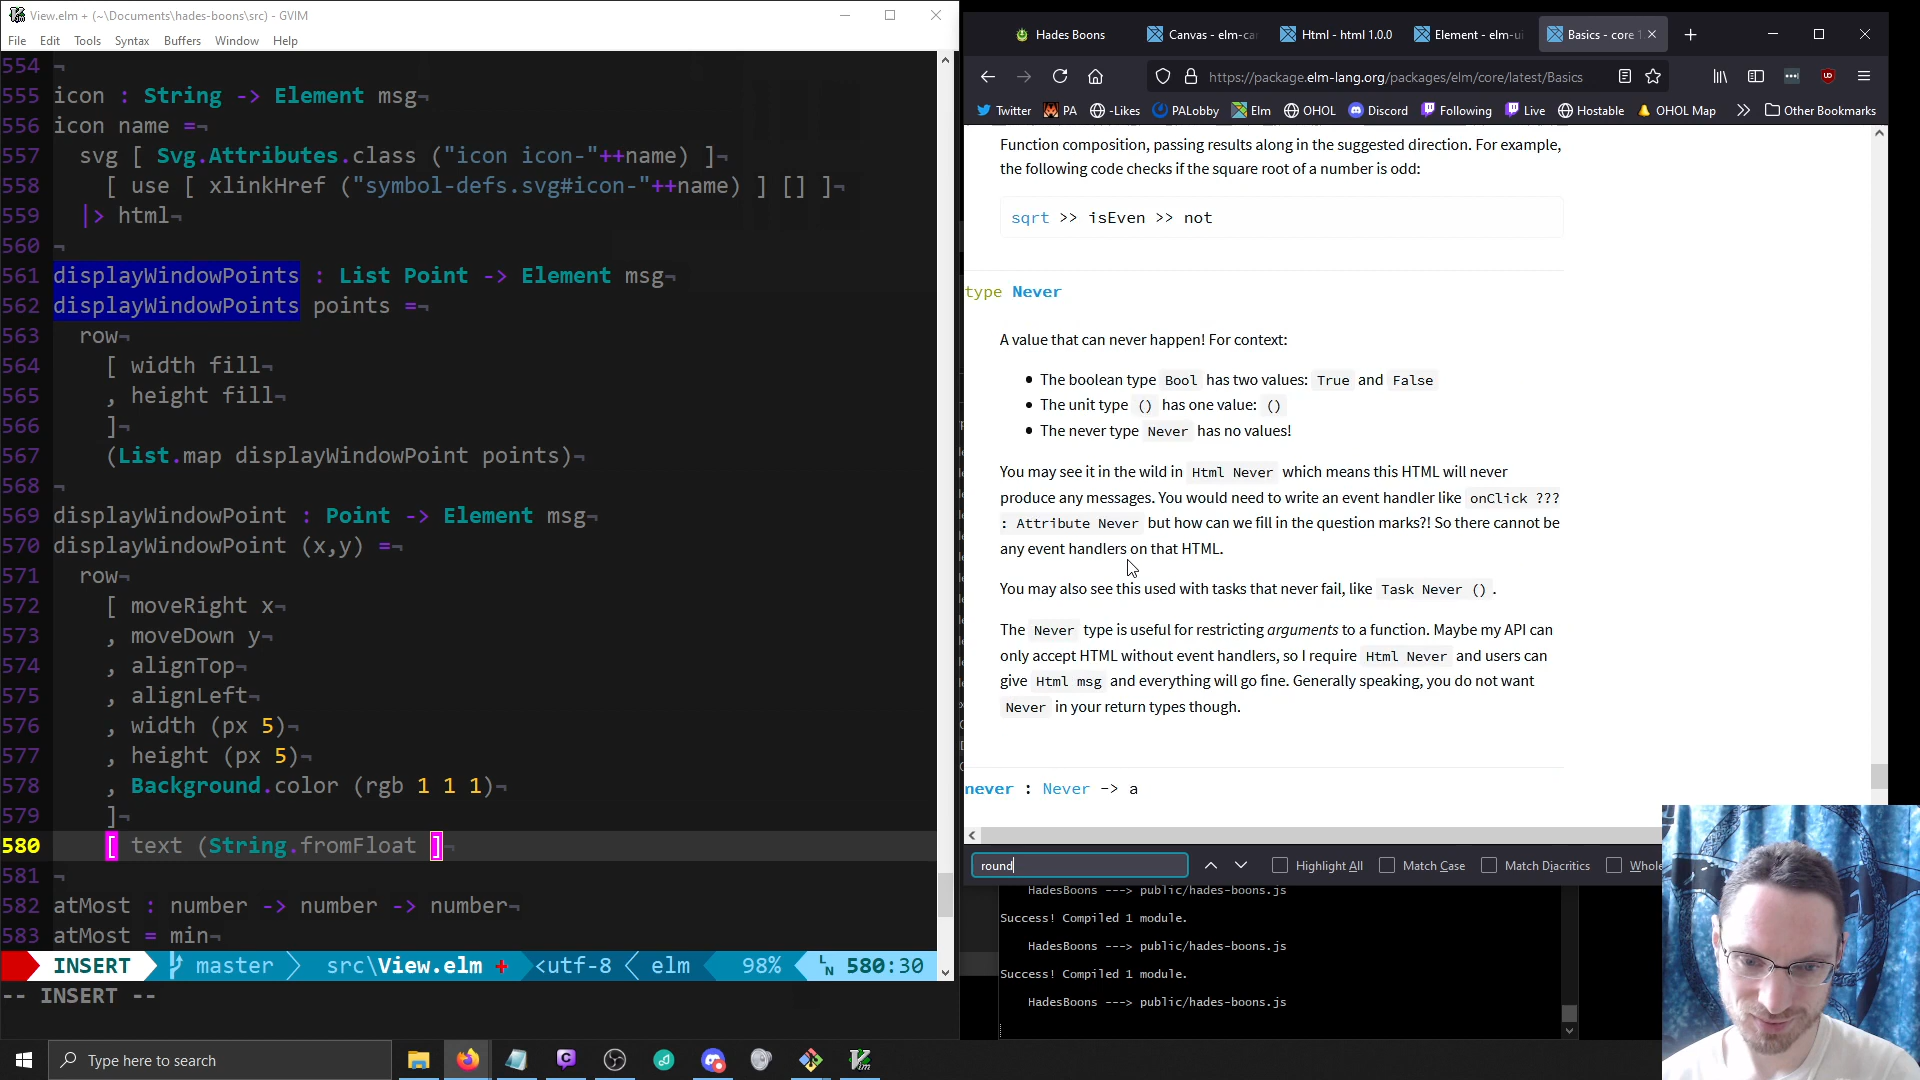 View.elm + (~\Documents\hades-boons\src) - GVIM
File Edit Tools Syntax Buffers Window Help
554 ¬
555 icon : String -> Element msg¬
556 icon name =¬
557   svg [ Svg.Attributes.class ("icon icon-"++name) ]¬
558     [ use [ xlinkHref ("symbol-defs.svg#icon-"++name) ] [] ]¬
559   |> html¬
560 ¬
561 displayWindowPoints : List Point -> Element msg¬
562 displayWindowPoints points =¬
563   row¬
564     [ width fill¬
565     , height fill¬
566     ]¬
567     (List.map displayWindowPoint points)¬
568 ¬
569 displayWindowPoint : Point -> Element msg¬
570 displayWindowPoint (x,y) =¬
571   row¬
572     [ moveRight x¬
573     , moveDown y¬
574     , alignTop¬
575     , alignLeft¬
576     , width (px 5)¬
577     , height (px 5)¬
578     , Background.color (rgb 1 1 1)¬
579     ]¬
580     [ text (String.fromFloat ]¬
581 ¬
582 atMost : number -> number -> number¬
583 atMost = min¬
INSERT master src\View.elm + <utf-8 elm 98% LN 580:30
-- INSERT --
Hades Boons Canvas - elm-ca Html - html 1.0.0 Element - elm-u Basics - core 1
https://package.elm-lang.org/packages/elm/core/latest/Basics
Twitter PA -Likes PALobby Elm OHOL Discord Following Live Hostable OHOL Map Other Bookmarks
Function composition, passing results along in the suggested direction. For example,
the following code checks if the square root of a number is odd:
sqrt >> isEven >> not
type Never
A value that can never happen! For context:
• The boolean type Bool has two values: True and False
• The unit type () has one value: ()
• The never type Never has no values!
You may see it in the wild in Html Never which means this HTML will never
produce any messages. You would need to write an event handler like onClick ???
: Attribute Never but how can we fill in the question marks?! So there cannot be
any event handlers on that HTML.
You may also see this used with tasks that never fail, like Task Never () .
The Never type is useful for restricting arguments to a function. Maybe my API can
only accept HTML without event handlers, so I require Html Never and users can
give Html msg and everything will go fine. Generally speaking, you do not want
Never in your return types though.
never : Never -> a
round Highlight All Match Case Match Diacritics Whole
HadesBoons ---> public/hades-boons.js
Success! Compiled 1 module.
HadesBoons ---> public/hades-boons.js
Success! Compiled 1 module.
HadesBoons ---> public/hades-boons.js
Type here to search